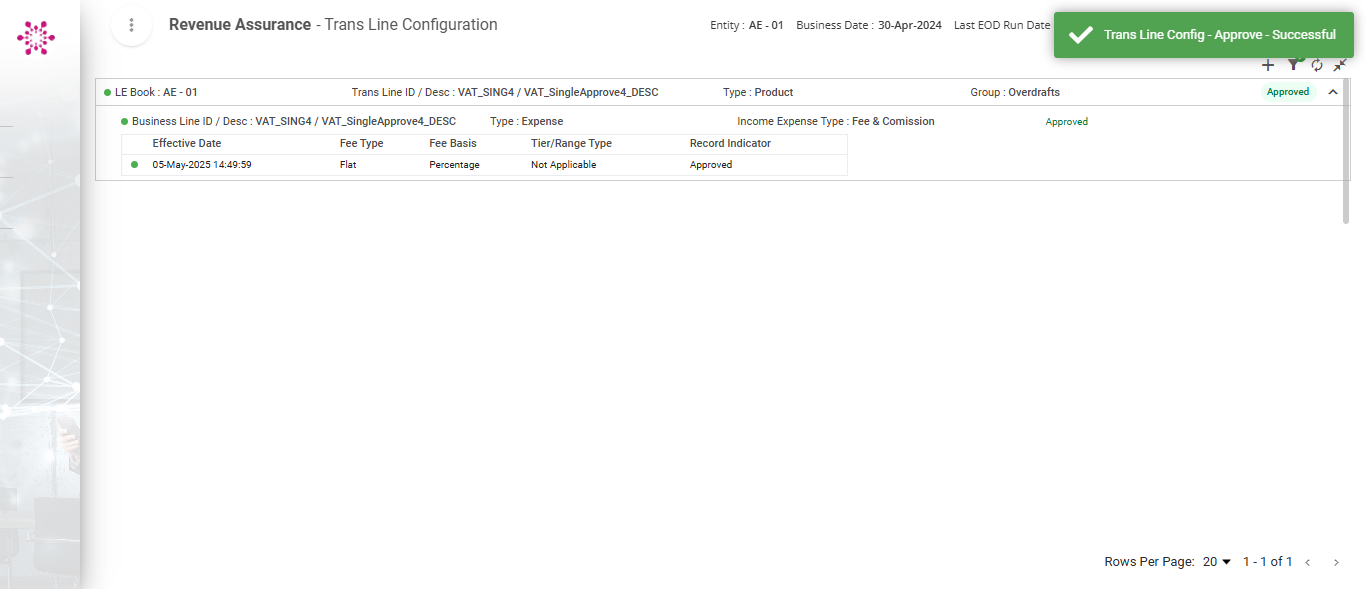 Revenue Assurance - Trans Line Configuration
Entity : AE - 01 Business Date : 30-Apr-2024 Last EOD Run Date
Trans Line Config - Approve - Successful
LE Book : AE - 01 Trans Line ID / Desc : VAT_SING4 / VAT_SingleApprove4_DESC Type : Product Group : Overdrafts Approved
Business Line ID / Desc : VAT_SING4 / VAT_SingleApprove4_DESC Type : Expense Income Expense Type : Fee & Comission Approved
Effective Date Fee Type Fee Basis Tier/Range Type Record Indicator
05-May-2025 14:49:59 Flat Percentage Not Applicable Approved
Rows Per Page: 20 1 - 1 of 1